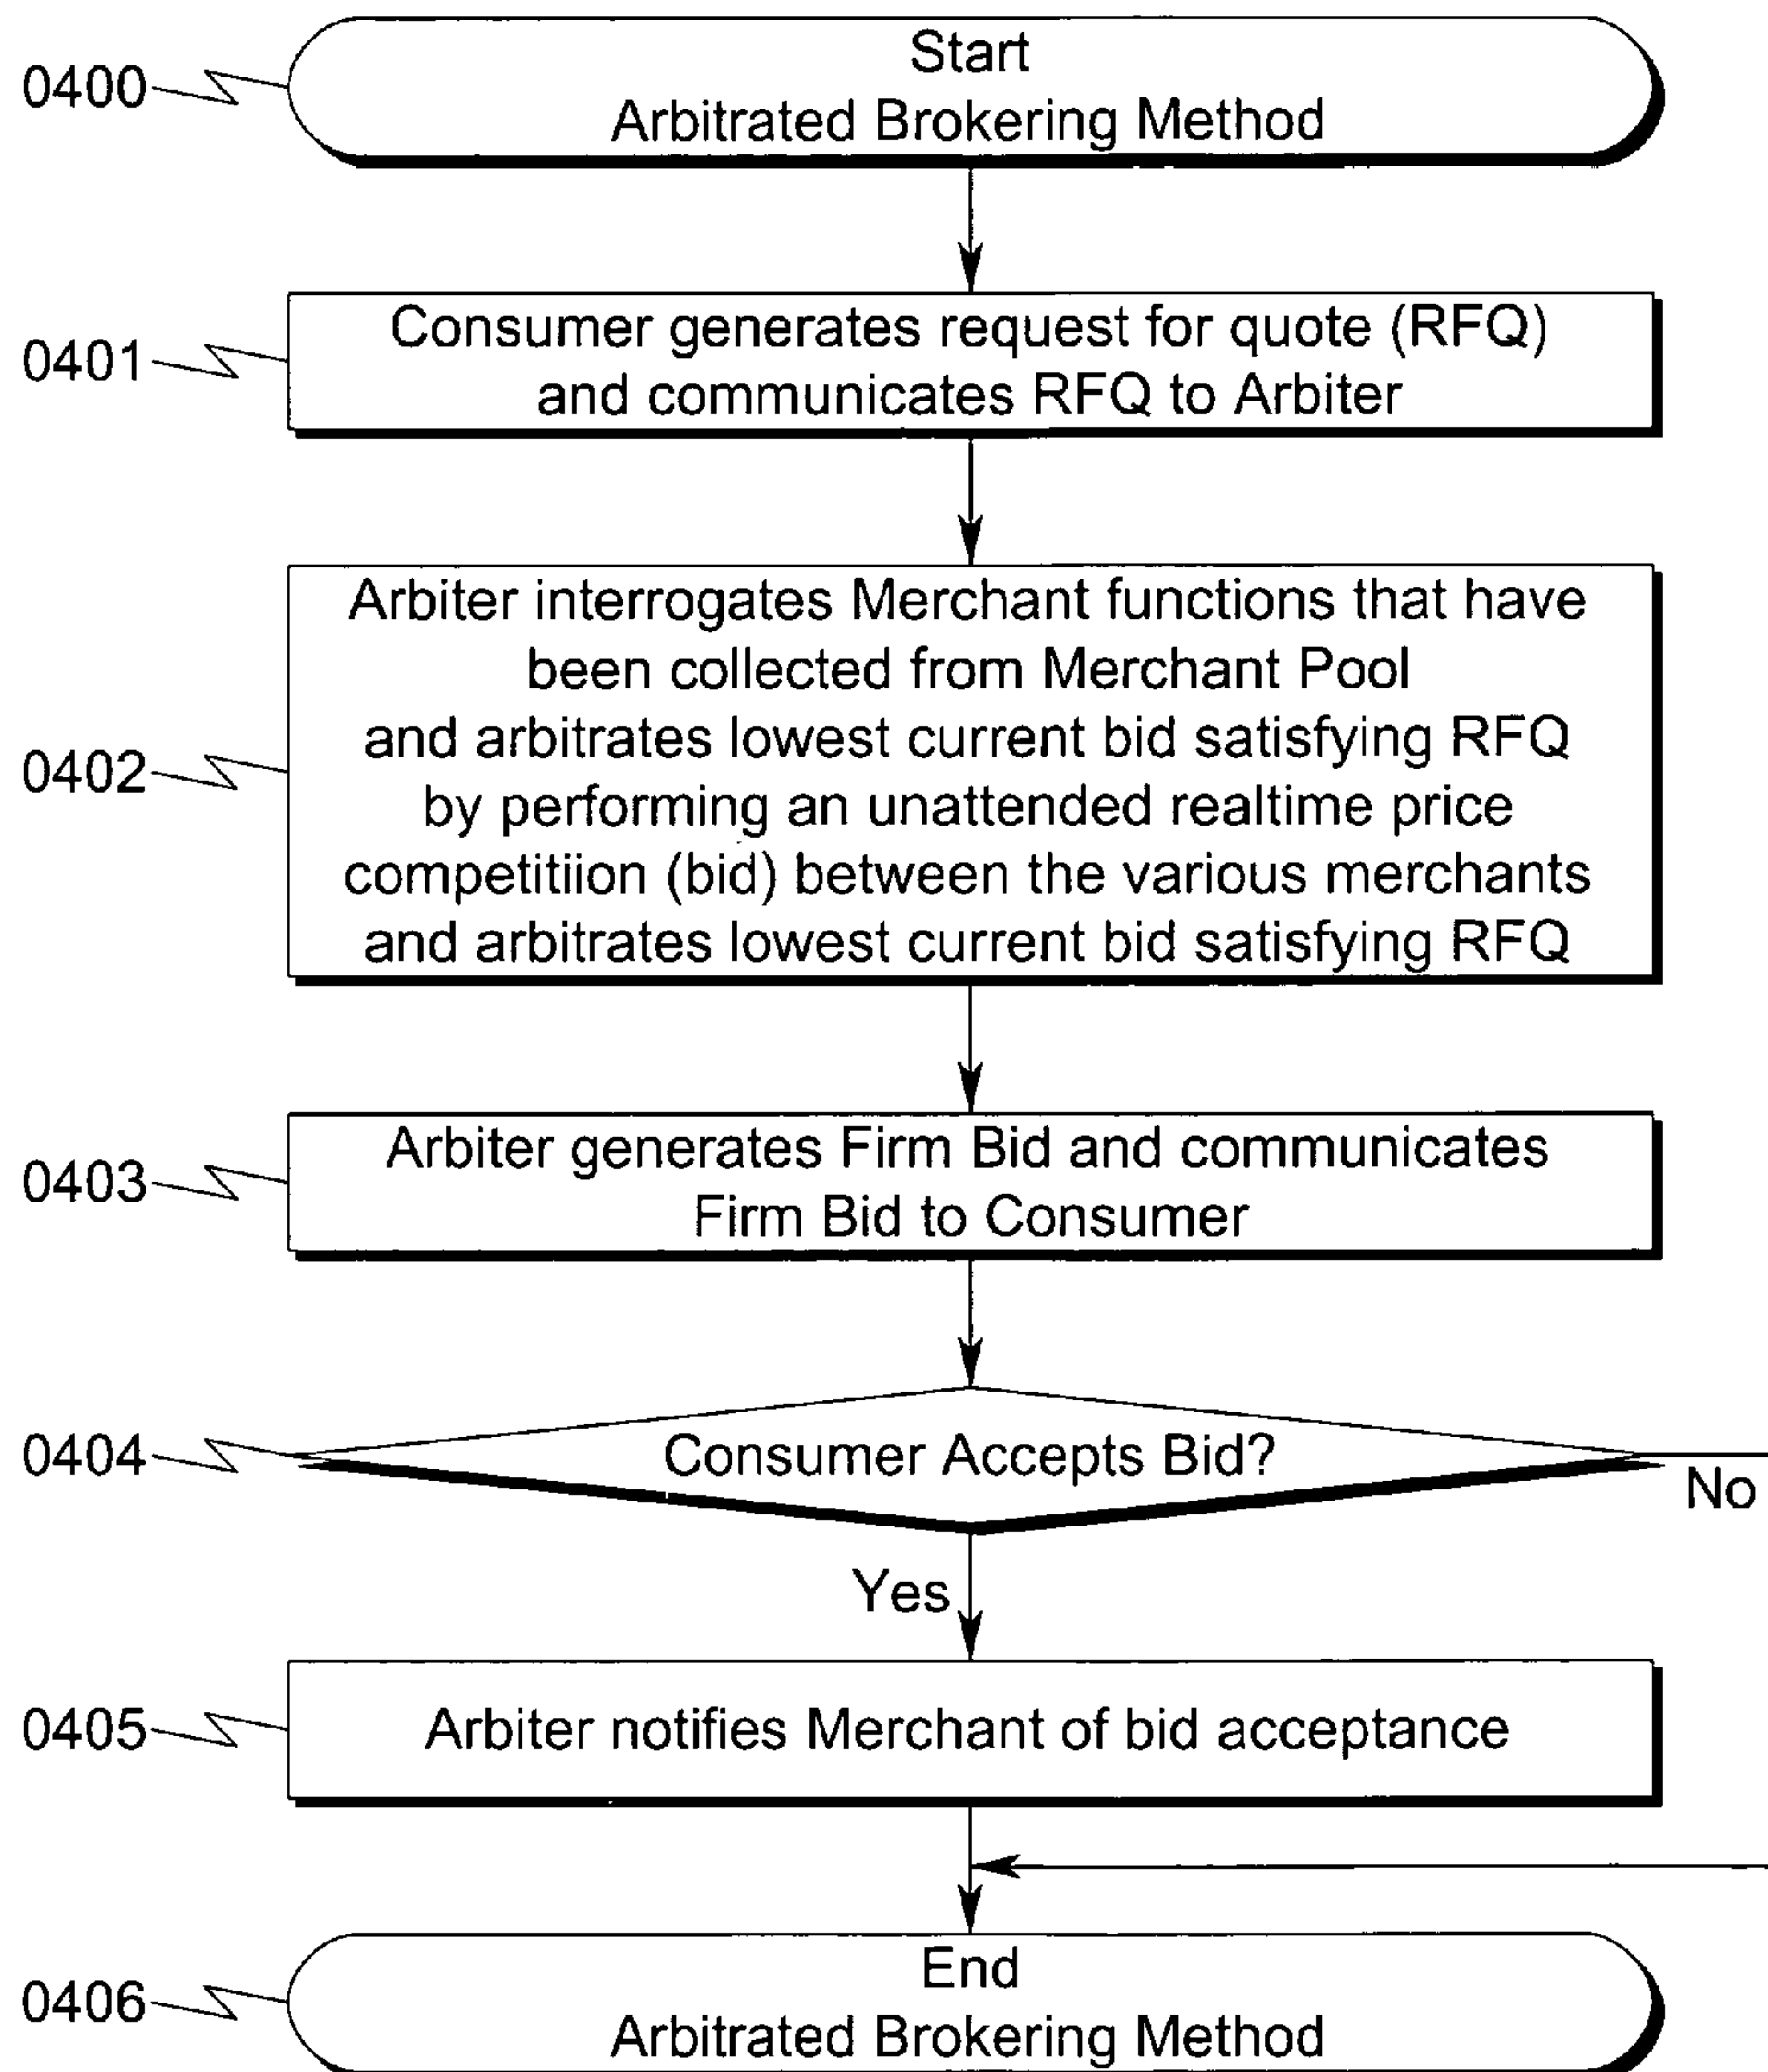 0400
Start
Arbitrated Brokering Method
0401
Consumer generates request for quote (RFQ)
and communicates RFQ to Arbiter
0402
Arbiter interrogates Merchant functions that have
been collected from Merchant Pool
and arbitrates lowest current bid satisfying RFQ
by performing an unattended realtime price
competitiion (bid) between the various merchants
and arbitrates lowest current bid satisfying RFQ
0403
Arbiter generates Firm Bid and communicates
Firm Bid to Consumer
0404
Consumer Accepts Bid?
No
Yes
0405
Arbiter notifies Merchant of bid acceptance
0406
End
Arbitrated Brokering Method